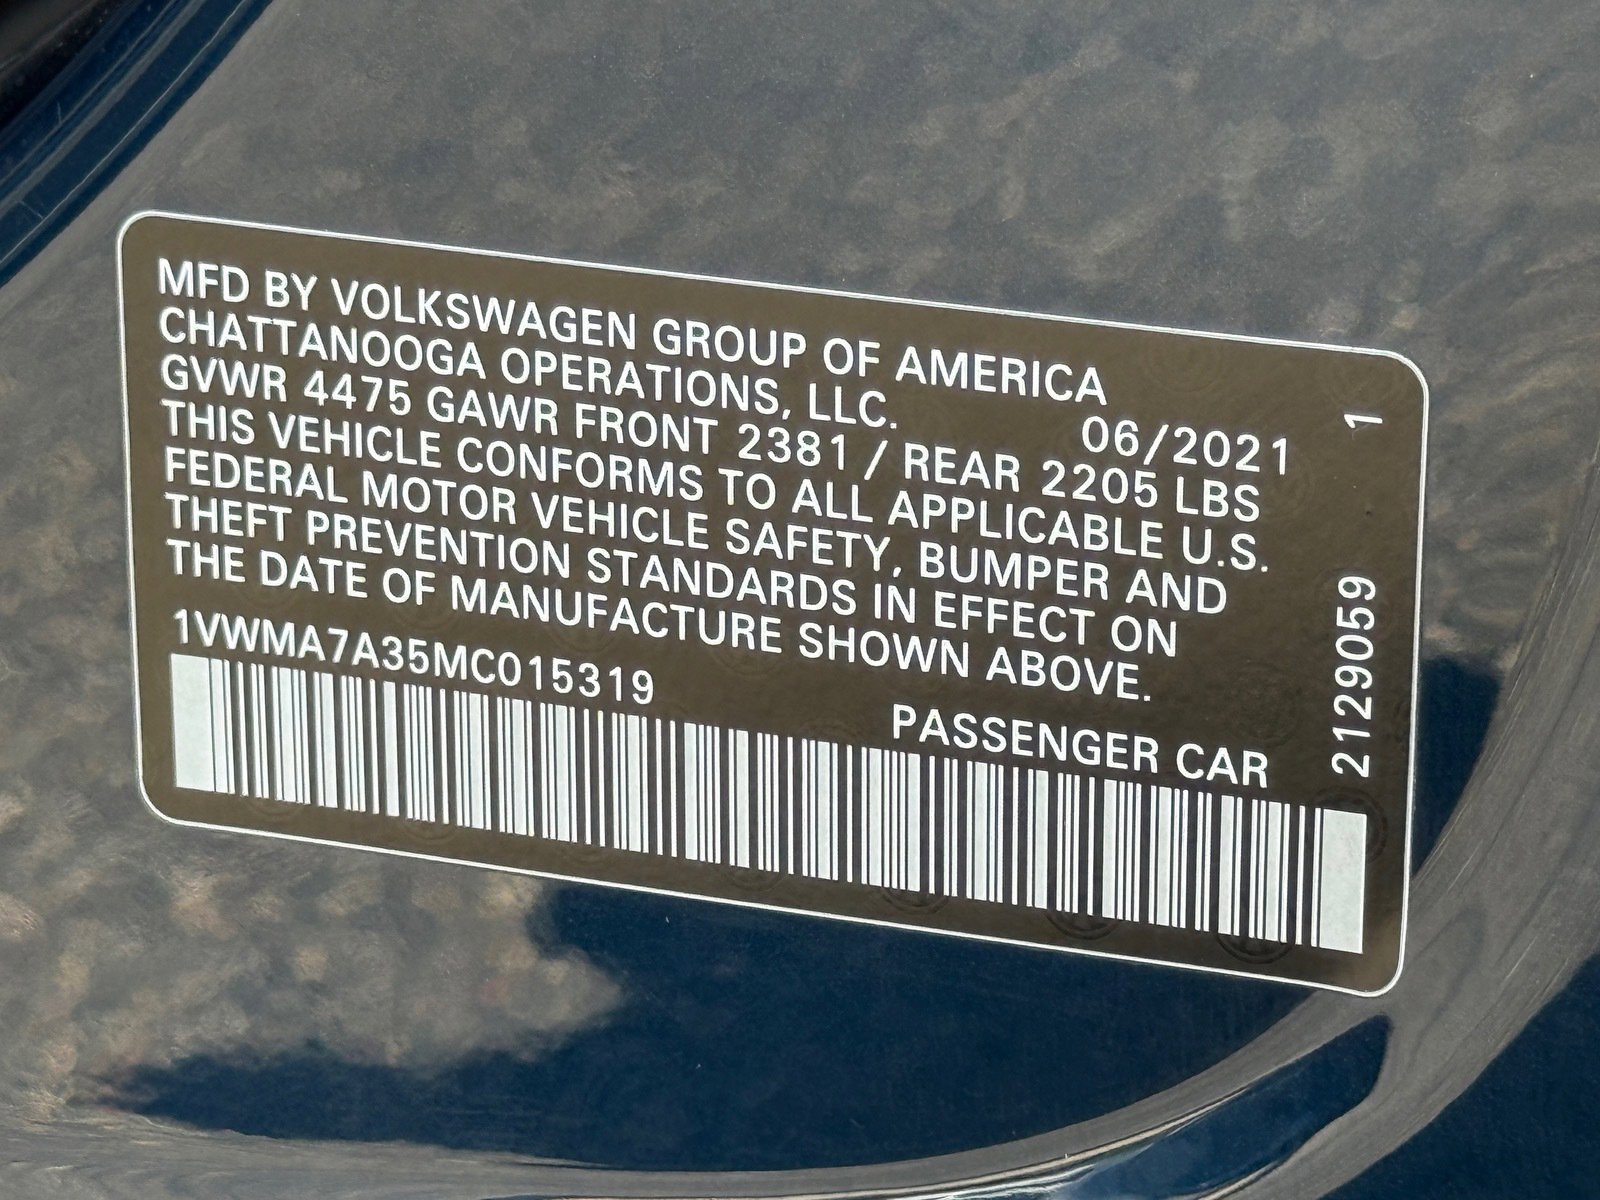 MFD BY VOLKSWAGEN GROUP OF AMERICA
CHATTANOOGA OPERATIONS, LLC. 06/2021
GVWR 4475 GAWR FRONT 2381 / REAR 2205 LBS
THIS VEHICLE CONFORMS TO ALL APPLICABLE U.S.
FEDERAL MOTOR VEHICLE SAFETY, BUMPER AND
THEFT PREVENTION STANDARDS IN EFFECT ON
THE DATE OF MANUFACTURE SHOWN ABOVE.
1VWMA7A35MC015319
PASSENGER CAR
2129059 1